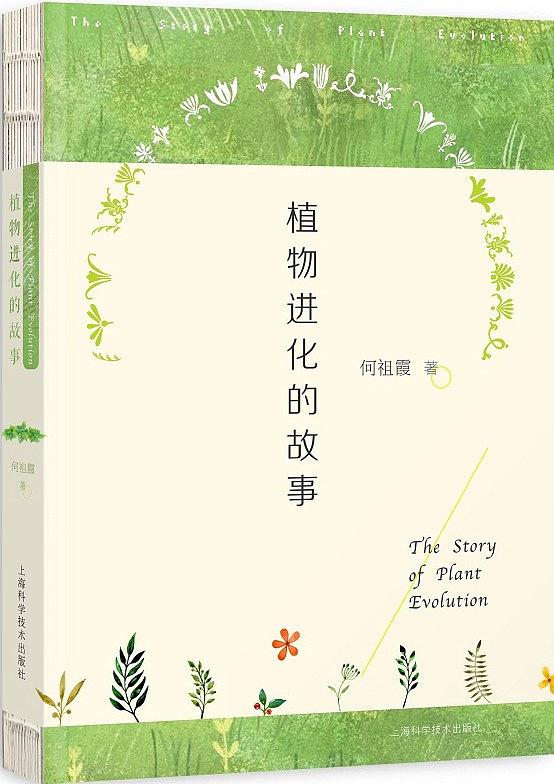 The Story of Plant Evolution
植物进化的故事
何祖霞 著
The Story
of Plant
Evolution
上海科学技术出版社
植物进化的故事
The Story of Plant Evolution
何祖霞
著
上海科学技术出版社